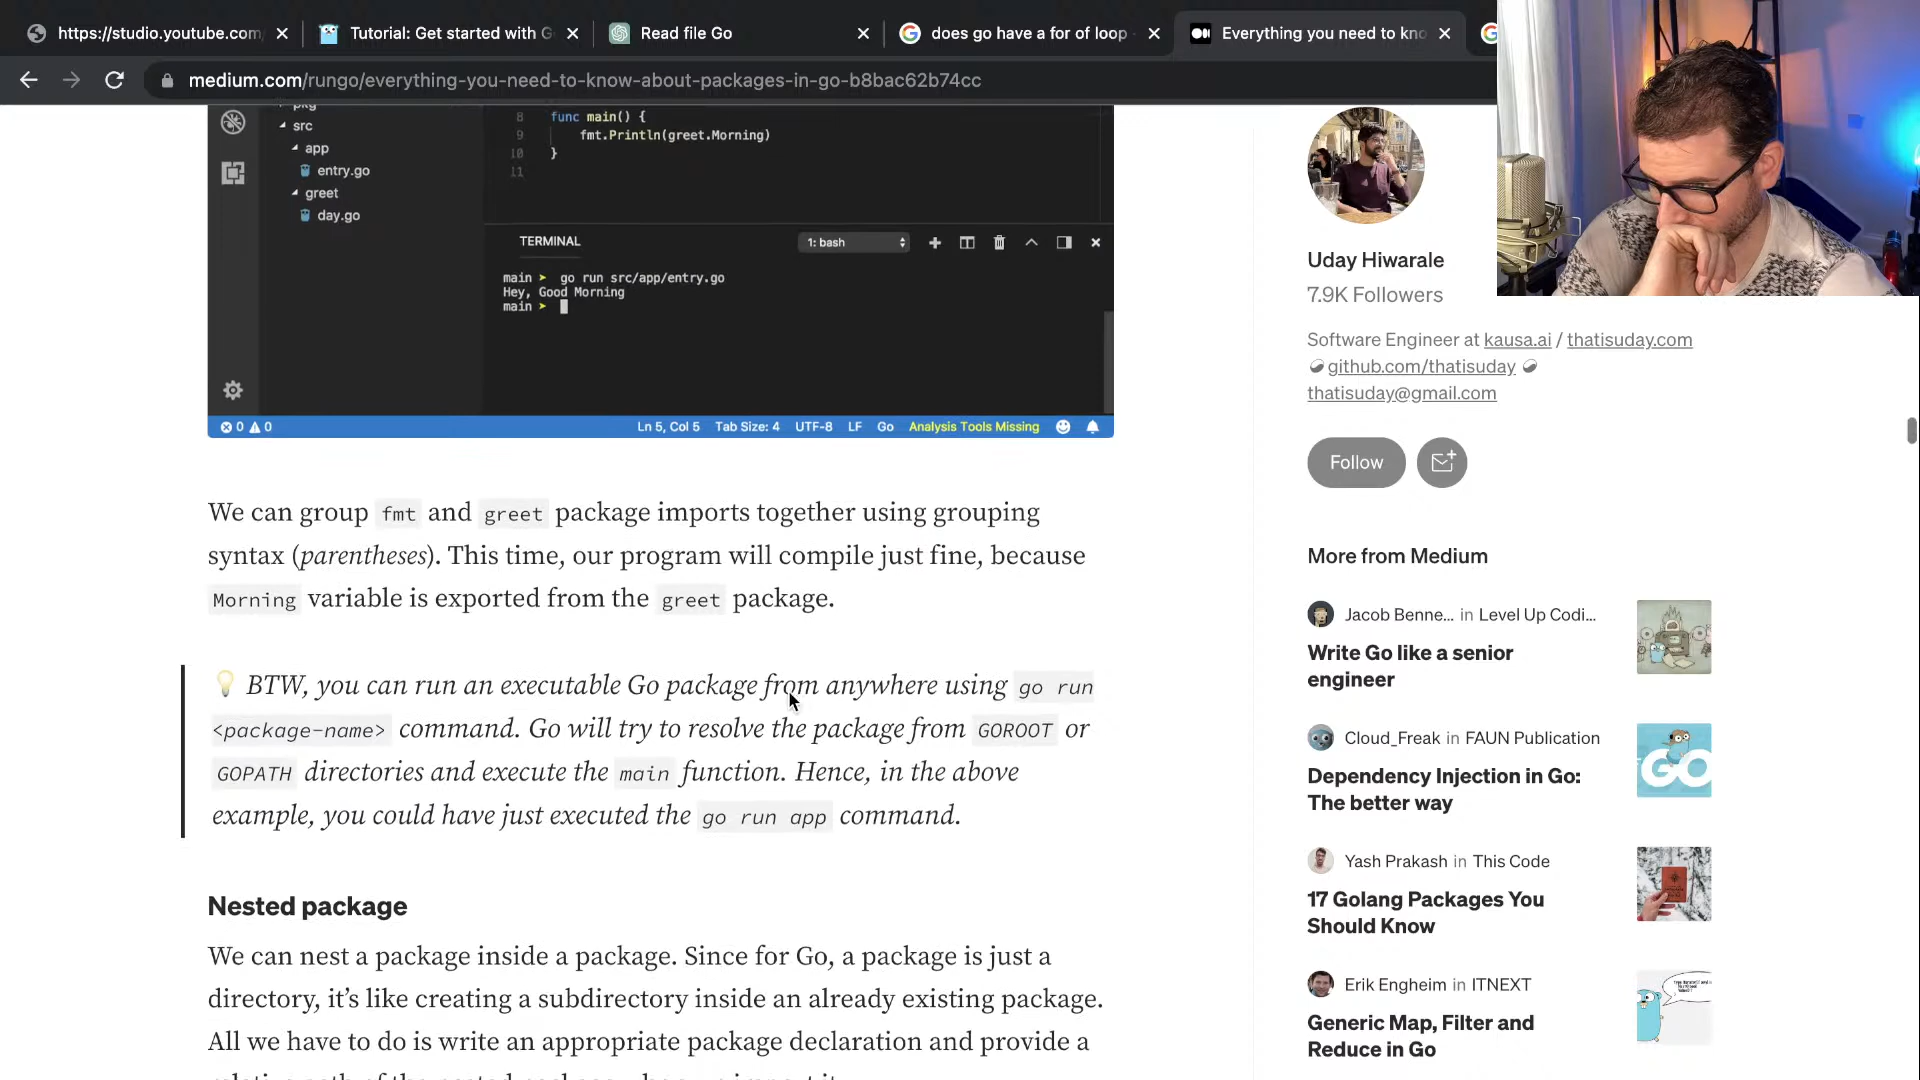 https://studio.youtube.com
Tutorial: Get started with G
Read file Go
does go have a for of loop
Everything you need to kno
medium.com/rungo/everything-you-need-to-know-about-packages-in-go-b8bac62b74cc
pkg
src
app
entry.go
greet
day.go
8 func main() {
9 fmt.Println(greet.Morning)
10 }
11
TERMINAL
1: bash
main ➤ go run src/app/entry.go
Hey, Good Morning
main ➤
0 0
Ln 5, Col 5 Tab Size: 4 UTF-8 LF Go Analysis Tools Missing
We can group fmt and greet package imports together using grouping
syntax (parentheses). This time, our program will compile just fine, because
Morning variable is exported from the greet package.
💡 BTW, you can run an executable Go package from anywhere using go run
<package-name> command. Go will try to resolve the package from GOROOT or
GOPATH directories and execute the main function. Hence, in the above
example, you could have just executed the go run app command.
Nested package
We can nest a package inside a package. Since for Go, a package is just a
directory, it’s like creating a subdirectory inside an already existing package.
All we have to do is write an appropriate package declaration and provide a
Uday Hiwarale
7.9K Followers
Software Engineer at kausa.ai / thatisuday.com
github.com/thatisuday
thatisuday@gmail.com
Follow
More from Medium
Jacob Benne... in Level Up Codi...
Write Go like a senior
engineer
Cloud_Freak in FAUN Publication
Dependency Injection in Go:
The better way
GO
Yash Prakash in This Code
17 Golang Packages You
Should Know
Erik Engheim in ITNEXT
Generic Map, Filter and
Reduce in Go